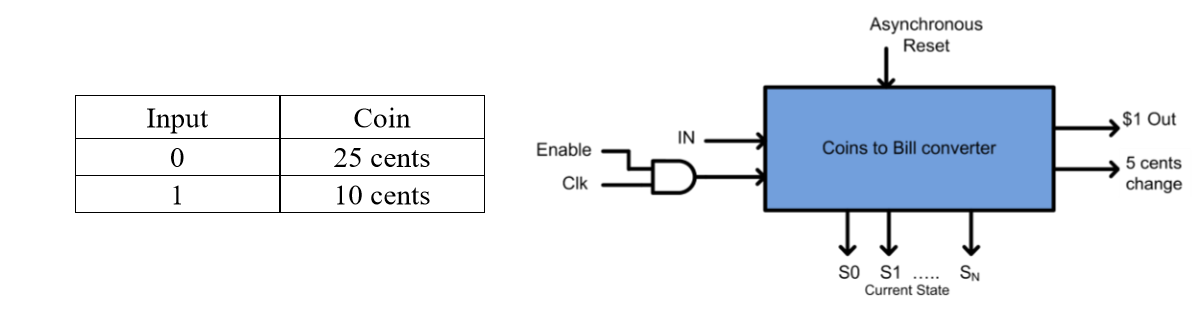 Input Coin
0 25 cents
1 10 cents
Asynchronous
Reset
Enable
Clk
IN
Coins to Bill converter
$1 Out
5 cents
change
S0 S1 ..... SN
Current State